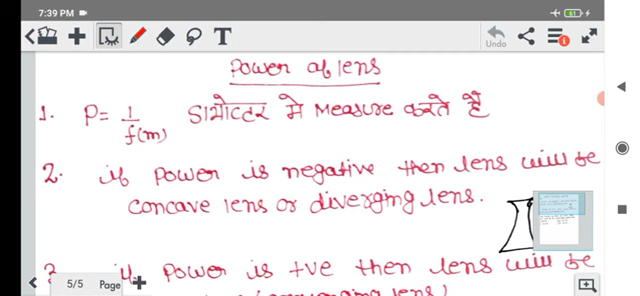 7:39 PM
61
Undo
Power of lens
1. P = 1/f(m) डायोप्टर मे Measure करते हैं
2. if Power is negative then lens will be
concave lens or diverging lens.
3. if Power is +ve then lens will be
lens)
5/5 Page